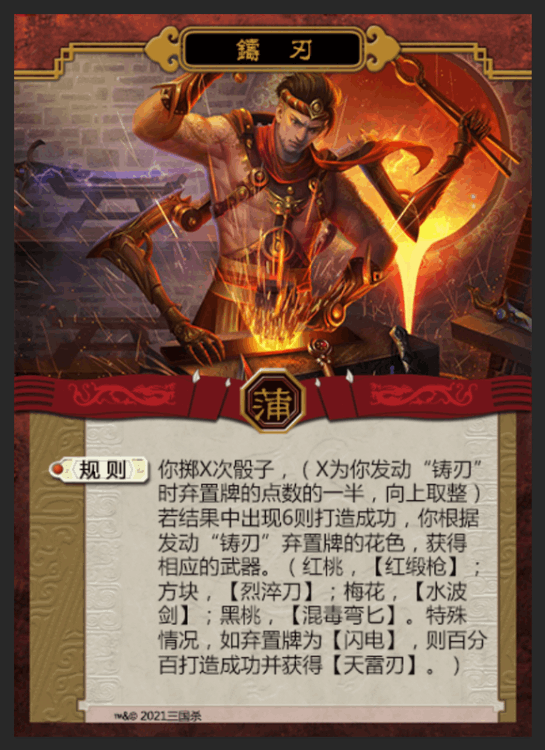 鑄刃
蒲
规则
你掷X次骰子，（X为你发动“铸刃”
时弃置牌的点数的一半，向上取整）
若结果中出现6则打造成功，你根据
发动“铸刃”弃置牌的花色，获得
相应的武器。（红桃，【红缎枪】；
方块，【烈淬刀】；梅花，【水波
剑】；黑桃，【混毒弯匕】。特殊
情况，如弃置牌为【闪电】，则百分
百打造成功并获得【天雷刃】。）
™&© 2021三国杀